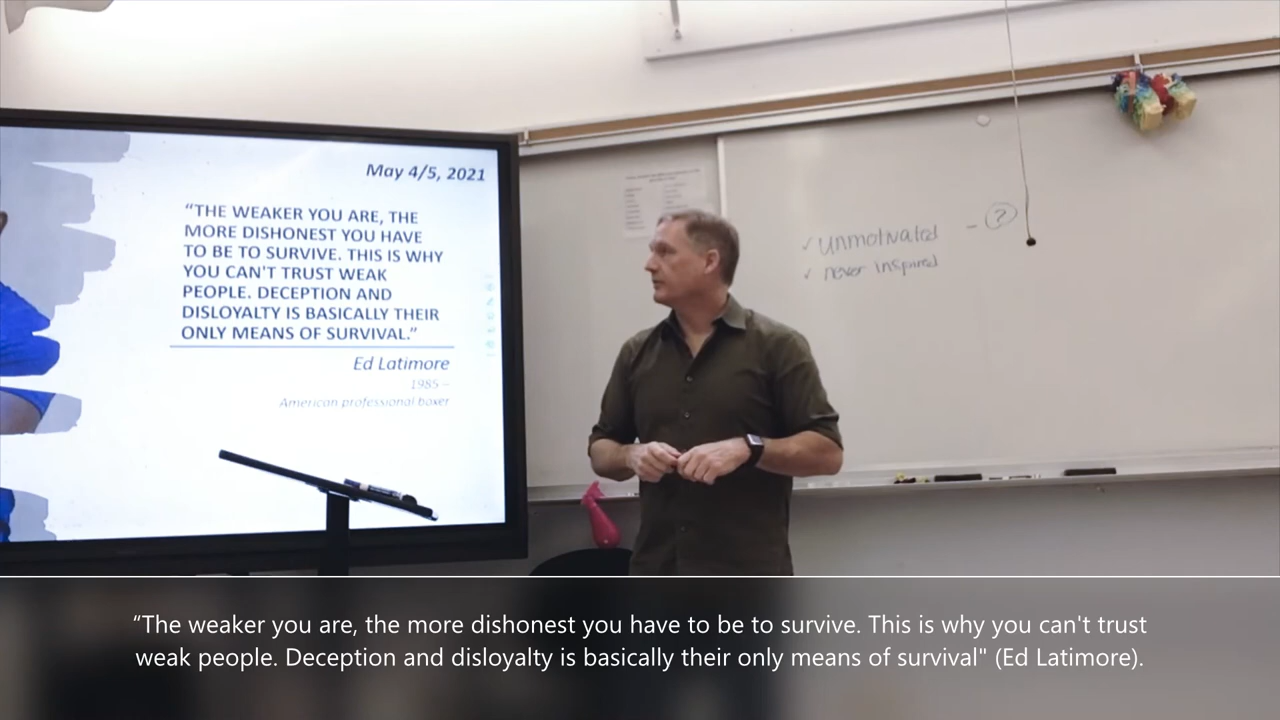 May 4/5, 2021
“THE WEAKER YOU ARE, THE
MORE DISHONEST YOU HAVE
TO BE TO SURVIVE. THIS IS WHY
YOU CAN'T TRUST WEAK
PEOPLE. DECEPTION AND
DISLOYALTY IS BASICALLY THEIR
ONLY MEANS OF SURVIVAL.”
Ed Latimore
1985 –
American professional boxer
✓ unmotivated – ?
✓ never inspired
“The weaker you are, the more dishonest you have to be to survive. This is why you can't trust
weak people. Deception and disloyalty is basically their only means of survival" (Ed Latimore).